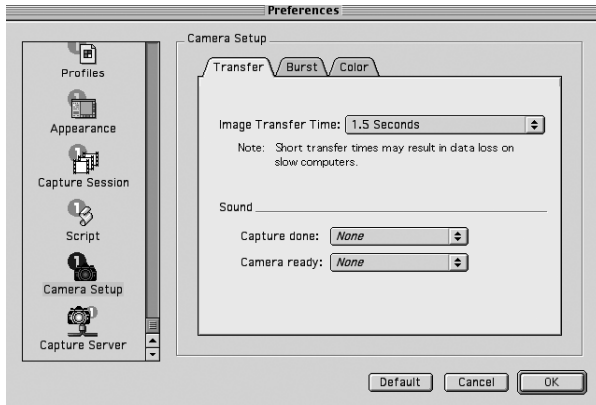 Preferences
Profiles
Appearance
Capture Session
Script
Camera Setup
Capture Server
Camera Setup
Transfer
Burst
Color
Image Transfer Time:
1.5 Seconds
Note: Short transfer times may result in data loss on
slow computers.
Sound
Capture done:
None
Camera ready:
None
Default
Cancel
OK